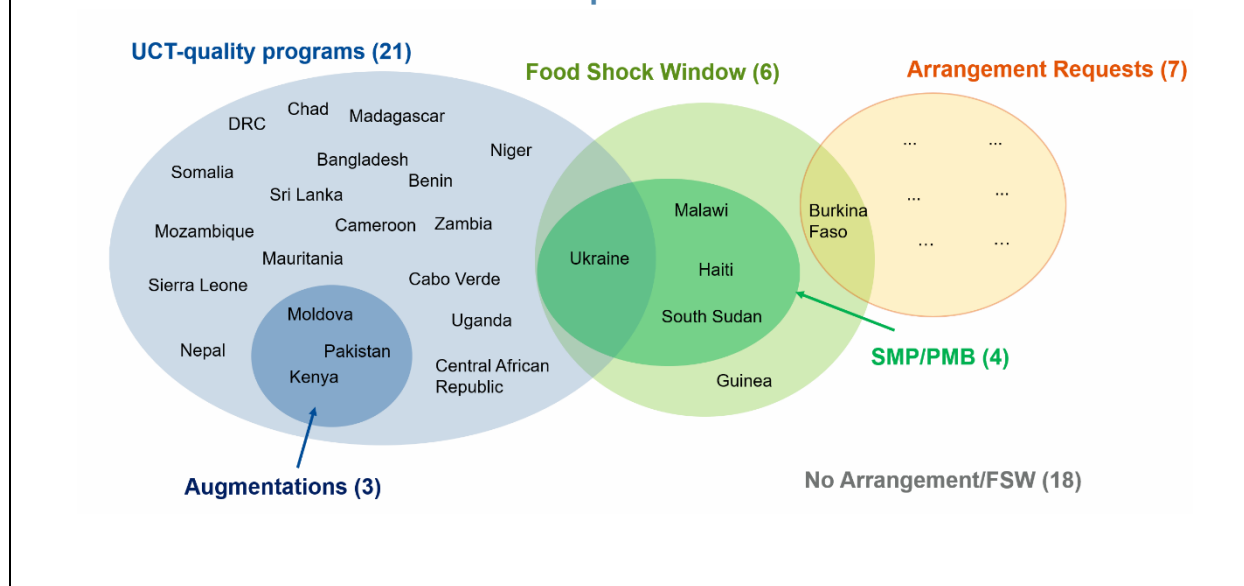 UCT-quality programs (21)
Food Shock Window (6)
Arrangement Requests (7)
Chad
DRC
Madagascar
Niger
Bangladesh
Somalia
Benin
Sri Lanka
Cameroon
Zambia
Mozambique
Mauritania
Sierra Leone
Cabo Verde
Moldova
Uganda
Nepal
Pakistan
Kenya
Central African
Republic
Ukraine
Malawi
Haiti
South Sudan
Guinea
Burkina
Faso
...
...
...
...
...
...
SMP/PMB (4)
Augmentations (3)
No Arrangement/FSW (18)